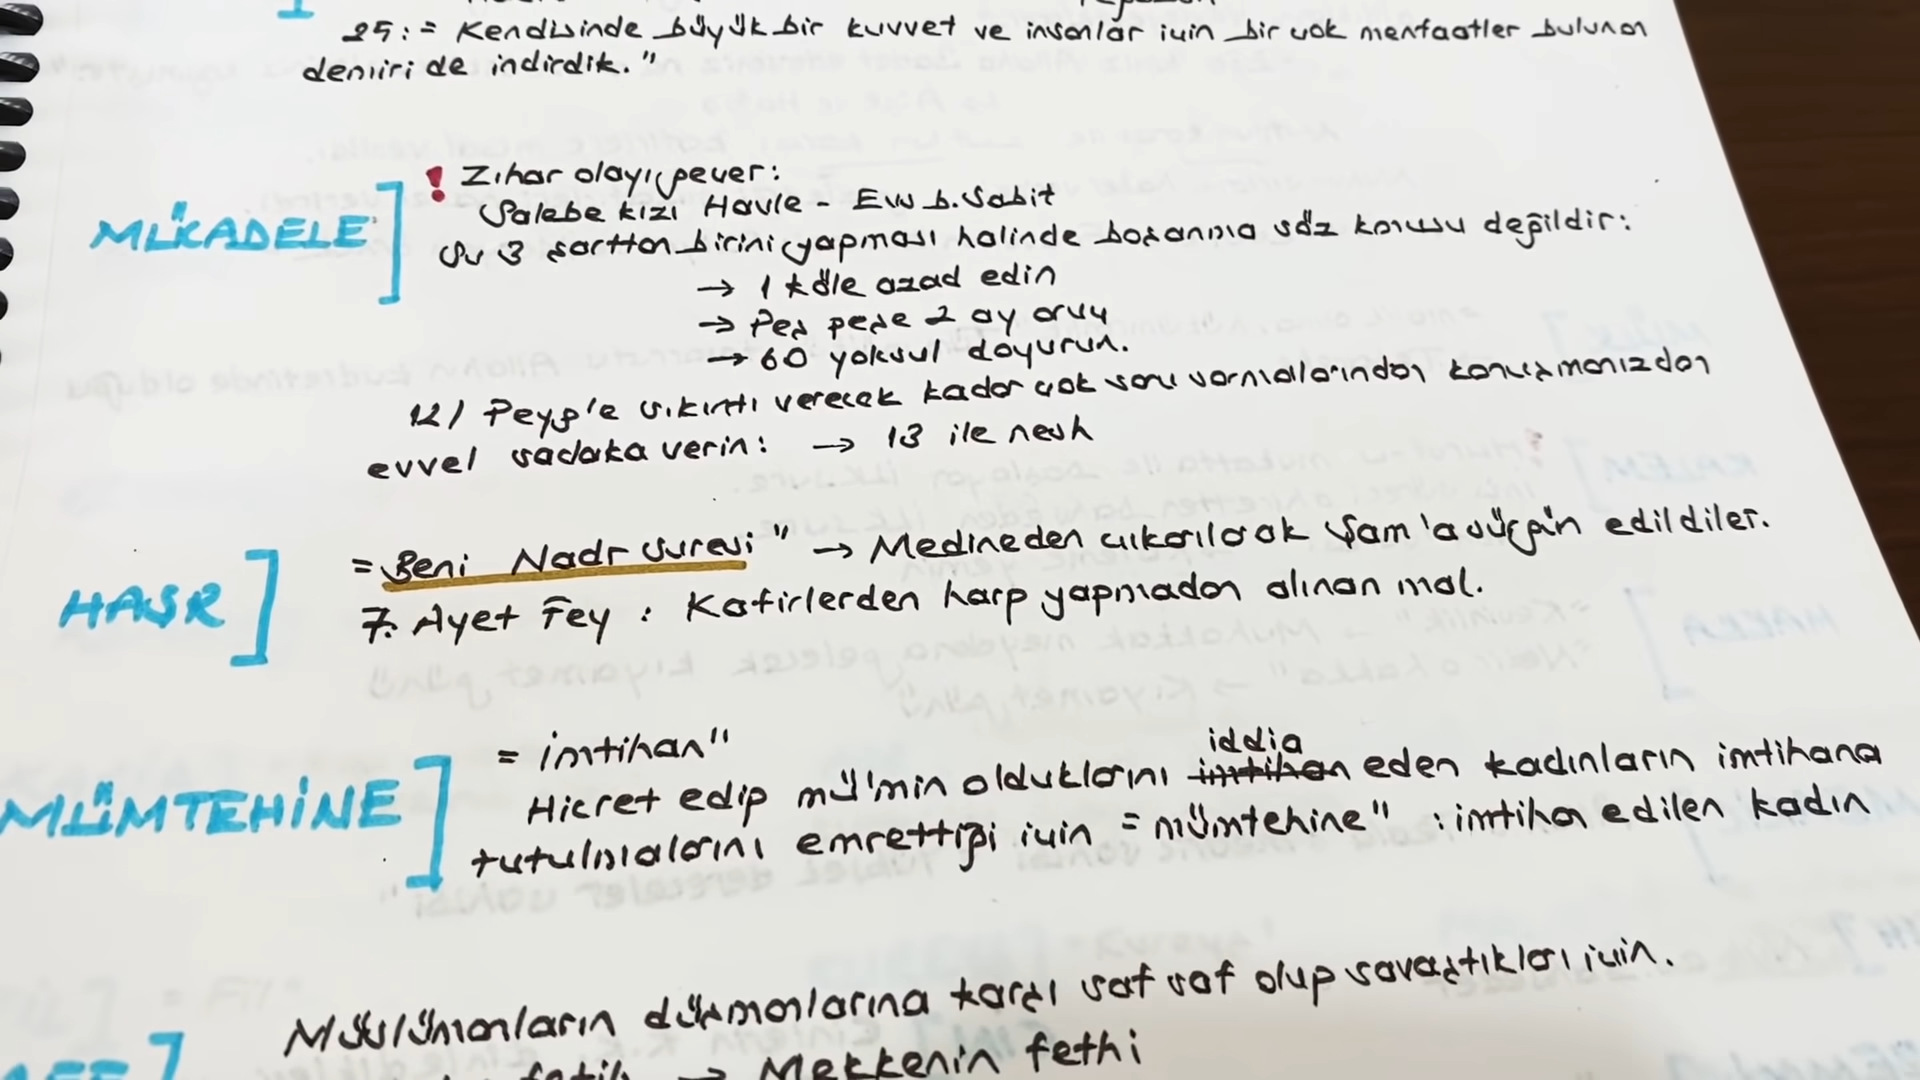 25: = Kendisinde büyük bir kuvvet ve insanlar için bir çok menfaatler bulunan
demiri de indirdik."
MÜCADELE] ! Zıhar olayı geçer:
Salebe kızı Havle - Evs b. Sabit
Şu 3 şarttan birini yapması halinde boşanma söz konusu değildir:
→ 1 köle azad edin
→ Peş peşe 2 ay oruç
→ 60 yoksul doyurun.
12/ Peyg'e sıkıntı verecek kadar çok soru sormalarından konuşmanızdan
evvel sadaka verin: → 13 ile nesh
HAŞR] = Beni Nadr suresi" → Medineden çıkarılarak Şam'a sürgün edildiler.
7. Ayet Fey : Kafirlerden harp yapmadan alınan mal.
MÜMTEHİNE] = imtihan"
iddia
Hicret edip mü'min olduklarını imtihan eden kadınların imtihana
tutulmalarını emrettiği için = mümtehine" : imtihan edilen kadın
Müslümanların düşmanlarına karşı saf saf olup savaştıkları için.
→ Mekkenin fethi